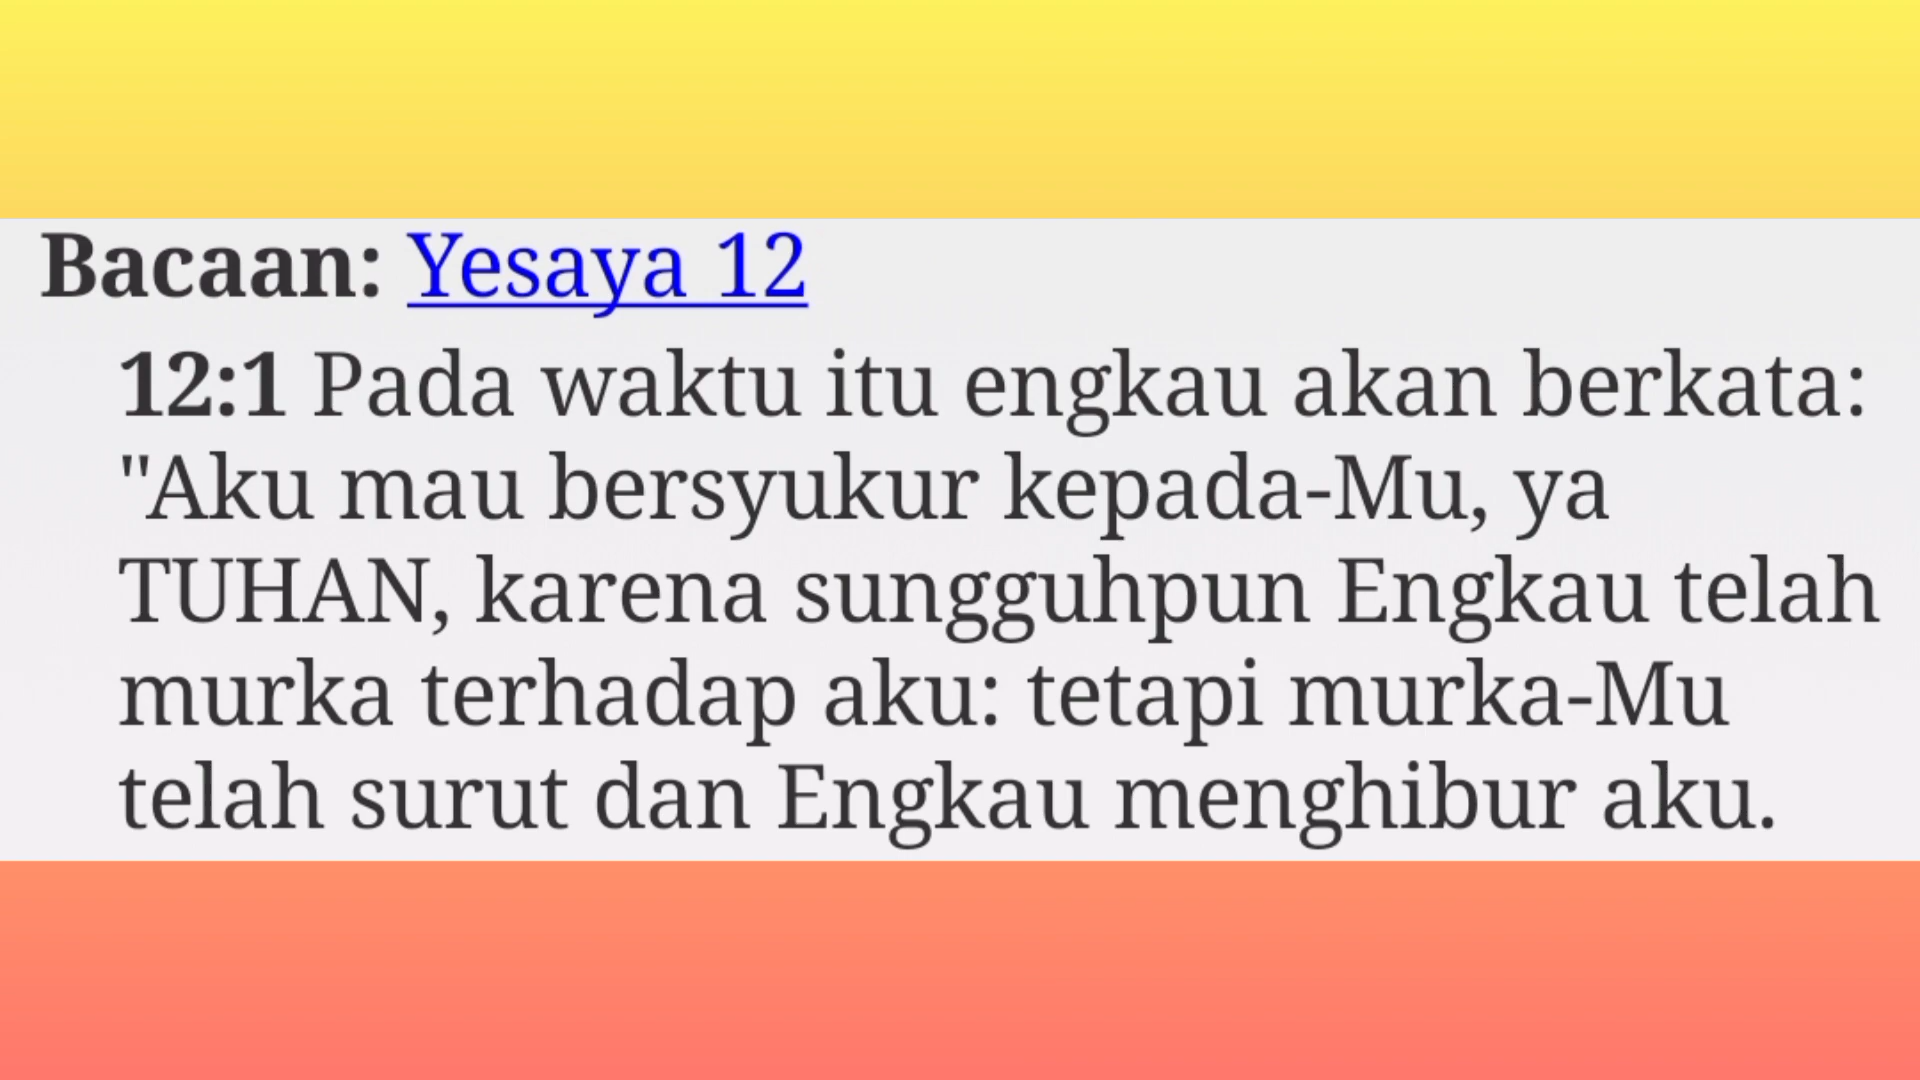 Bacaan: Yesaya 12
12:1 Pada waktu itu engkau akan berkata:
"Aku mau bersyukur kepada-Mu, ya
TUHAN, karena sungguhpun Engkau telah
murka terhadap aku: tetapi murka-Mu
telah surut dan Engkau menghibur aku.